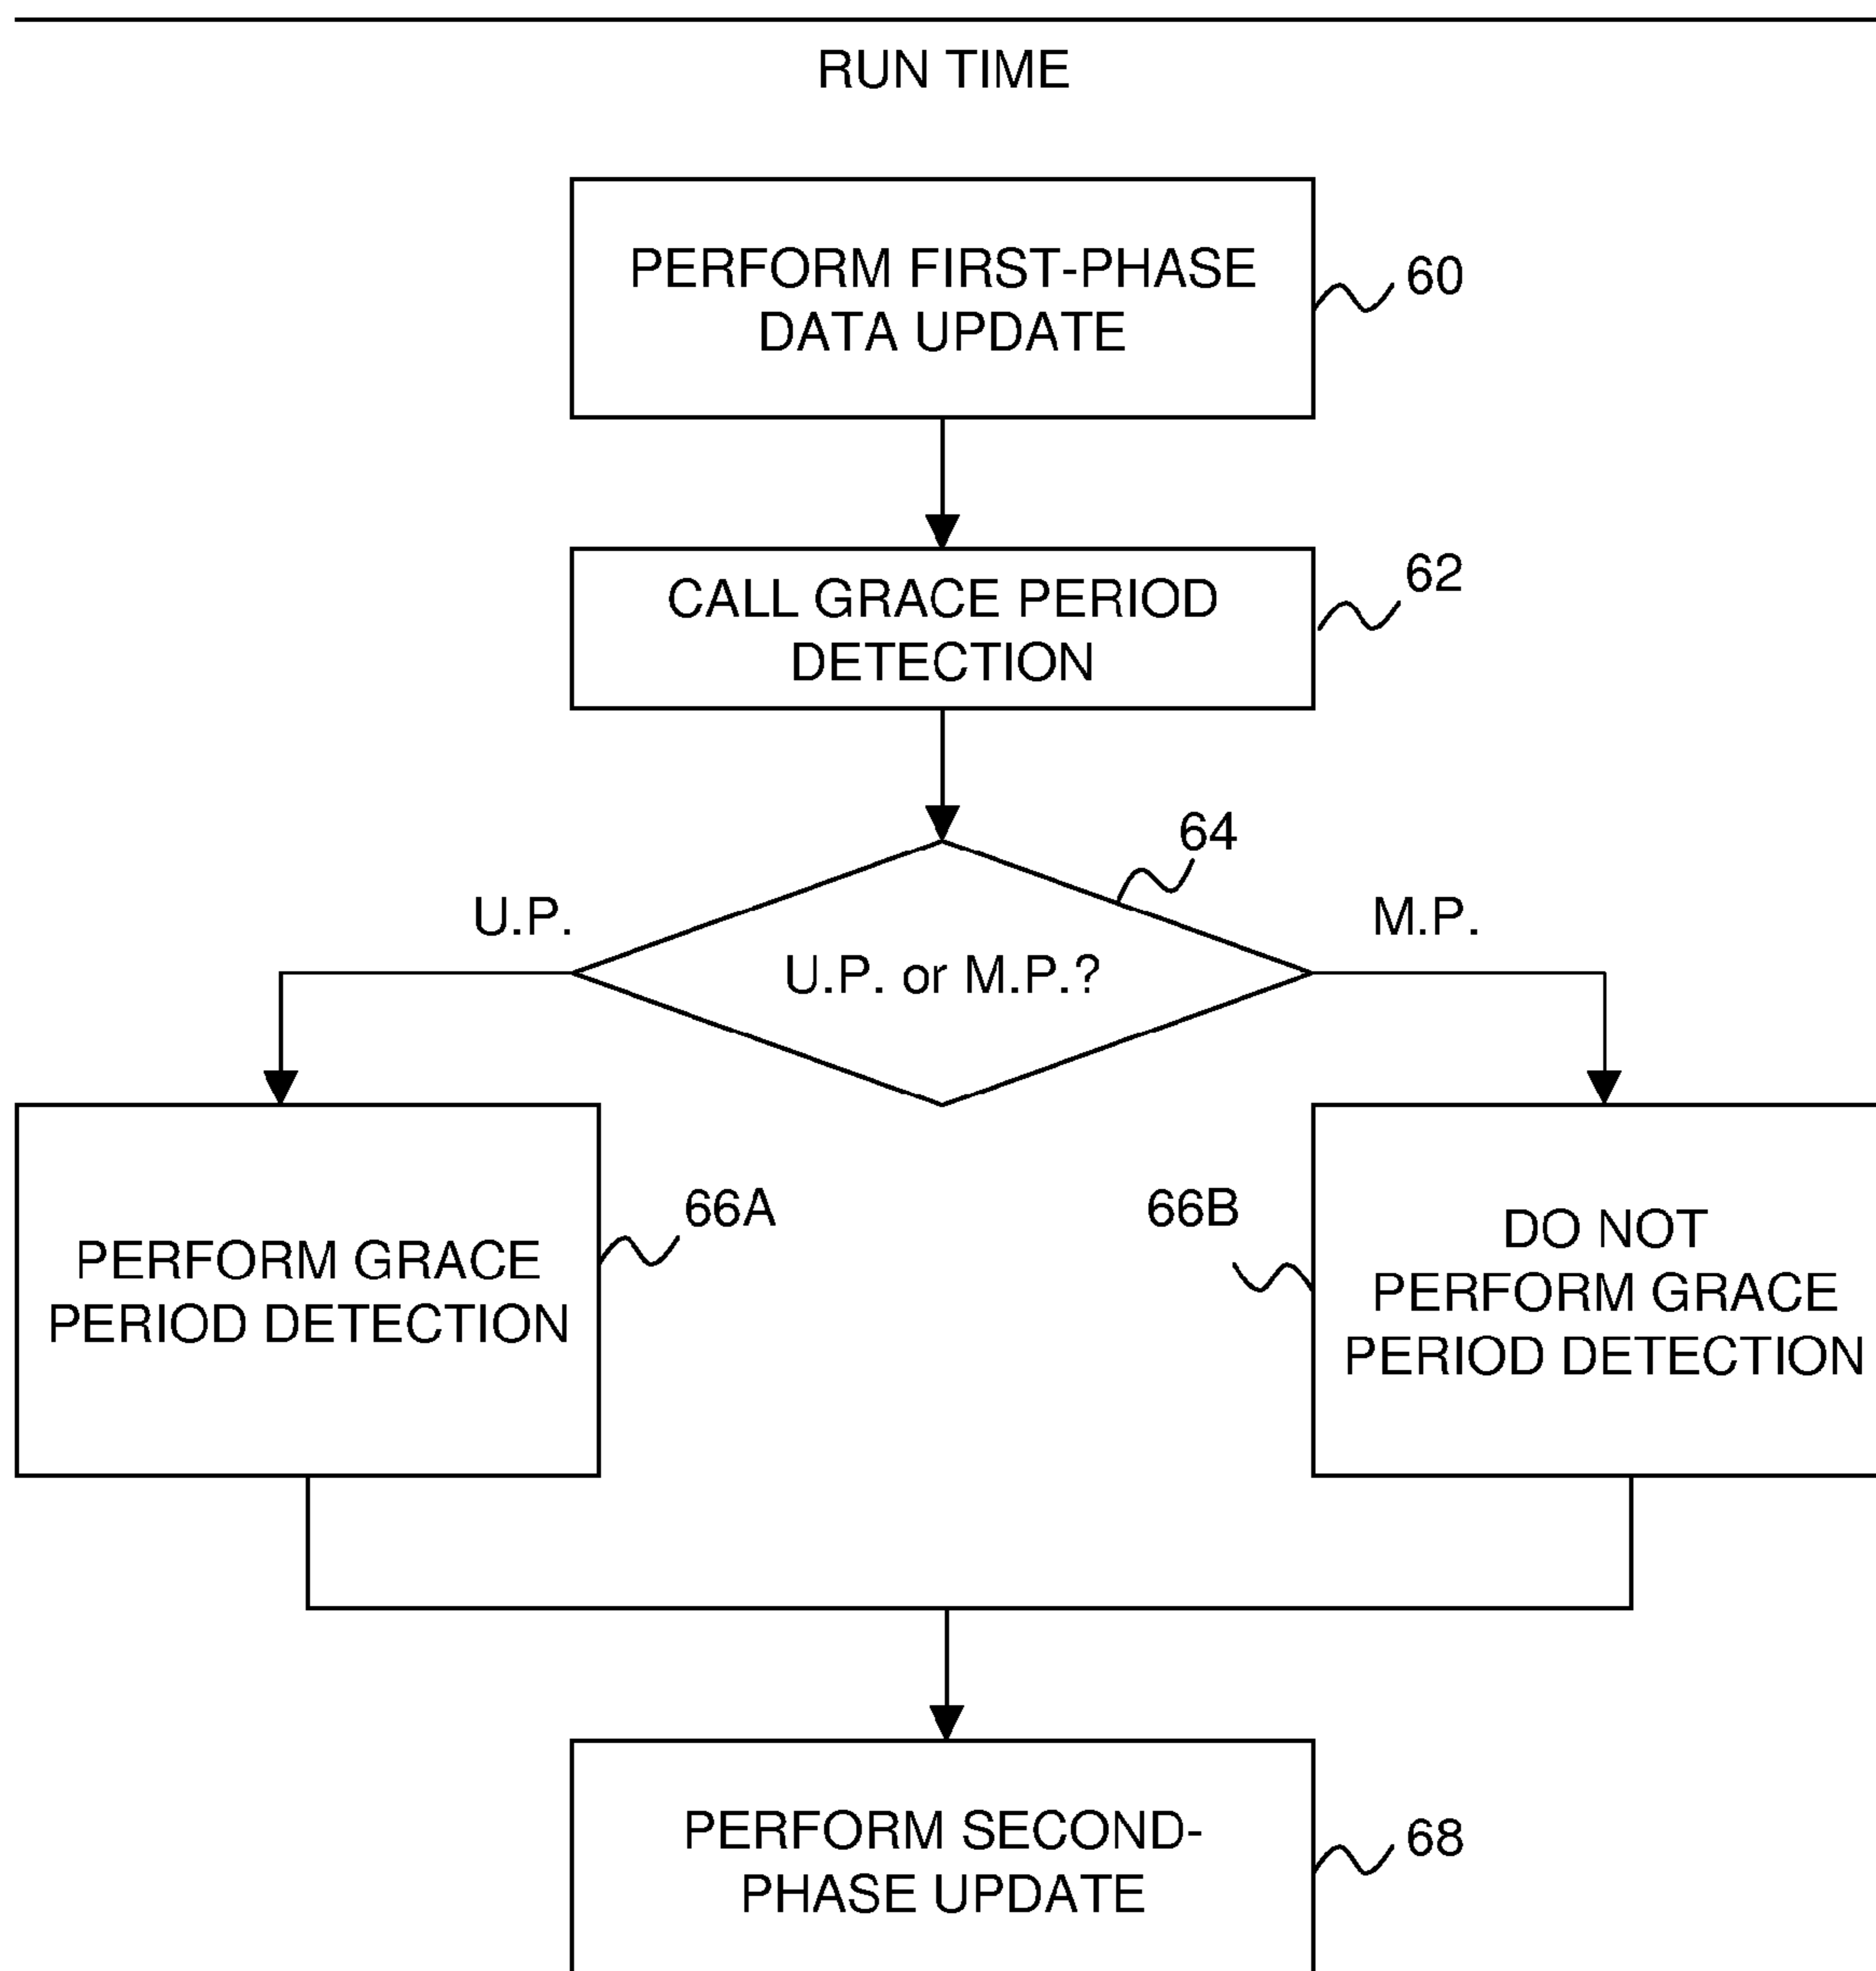 RUN TIME
PERFORM FIRST-PHASE
DATA UPDATE
60
CALL GRACE PERIOD
DETECTION
62
64
U.P.
U.P. or M.P.?
M.P.
PERFORM GRACE
PERIOD DETECTION
66A
66B
DO NOT
PERFORM GRACE
PERIOD DETECTION
PERFORM SECOND-
PHASE UPDATE
68